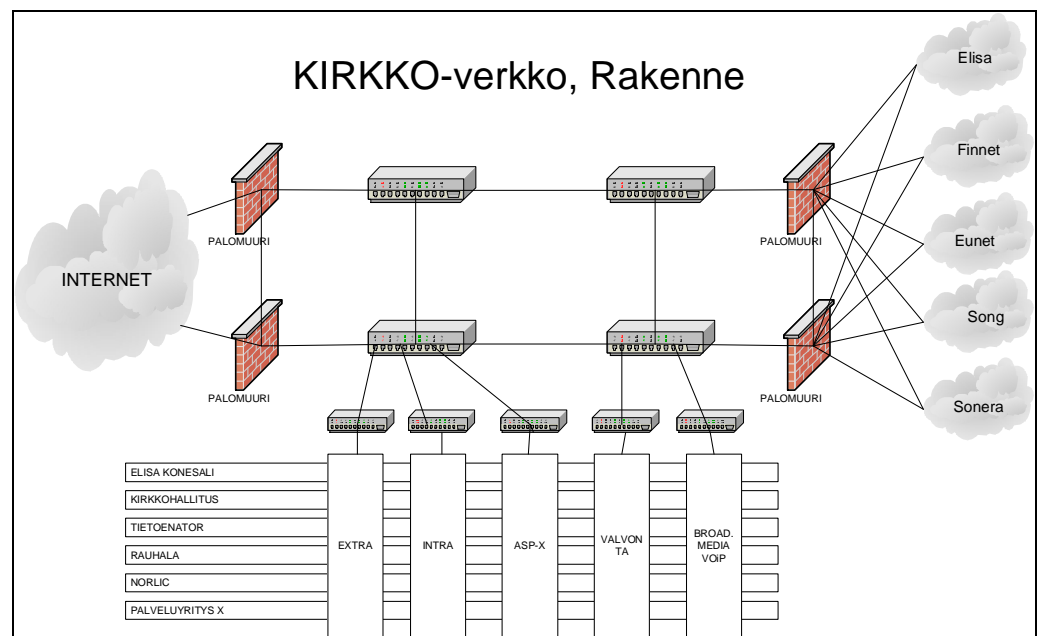 KIRKKO-verkko, Rakenne
Elisa
Finnet
Eunet
Song
Sonera
INTERNET
PALOMUURI
PALOMUURI
PALOMUURI
PALOMUURI
ELISA KONESALI
KIRKKOHALLITUS
TIETOENATOR
RAUHALA
NORLIC
PALVELUYRITYS X
EXTRA
INTRA
ASP-X
VALVON
TA
BROAD.
MEDIA
VOiP